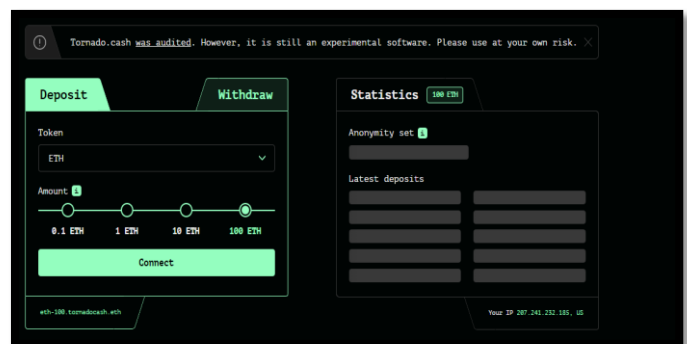 Tornado.cash was audited. However, it is still an experimental software. Please use at your own risk.
Deposit
Withdraw
Token
ETH
Amount i
0.1 ETH 1 ETH 10 ETH 100 ETH
Connect
eth-100.tornadocash.eth
Statistics 100 ETH
Anonymity set i
Latest deposits
Your IP 207.241.232.185, US